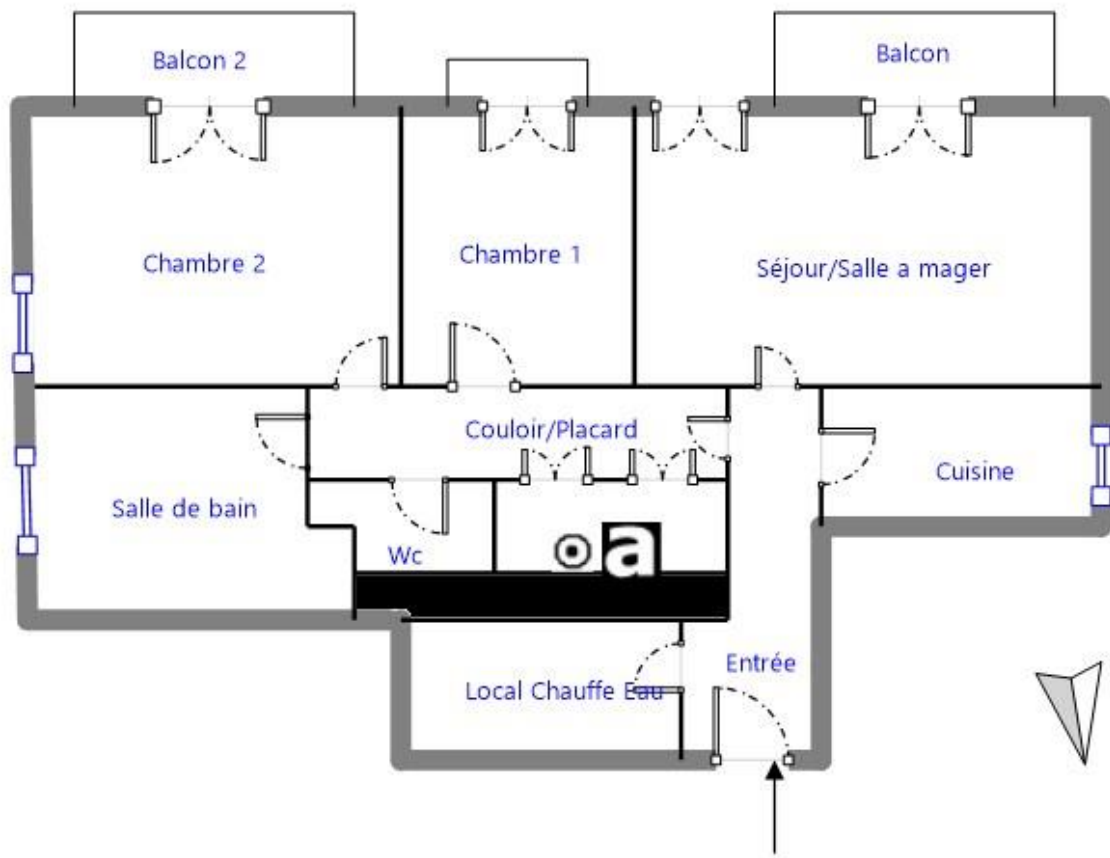 Balcon 2
Balcon
Chambre 2
Chambre 1
Séjour/Salle a mager
Couloir/Placard
Cuisine
Salle de bain
a
Wc
Entrée
Local Chauffe Eau